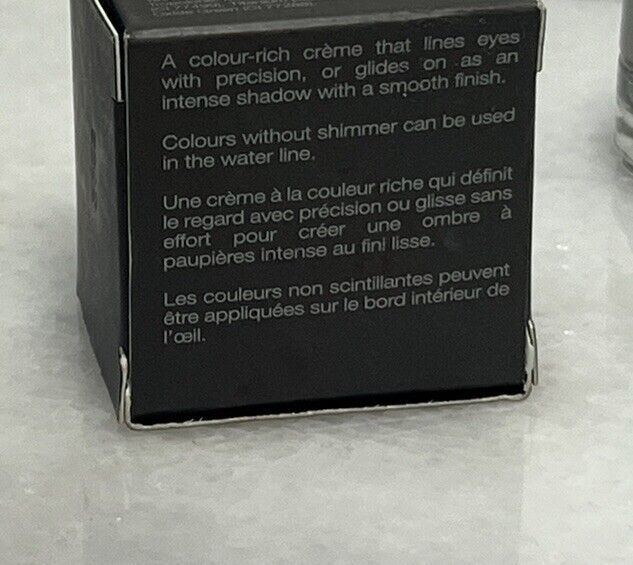 A colour-rich crème that lines eyes
with precision, or glides on as an
intense shadow with a smooth finish.
Colours without shimmer can be used
in the water line.
Une crème à la couleur riche qui définit
le regard avec précision ou glisse sans
effort pour créer une ombre à
paupières intense au fini lisse.
Les couleurs non scintillantes peuvent
être appliquées sur le bord intérieur de
l'œil.